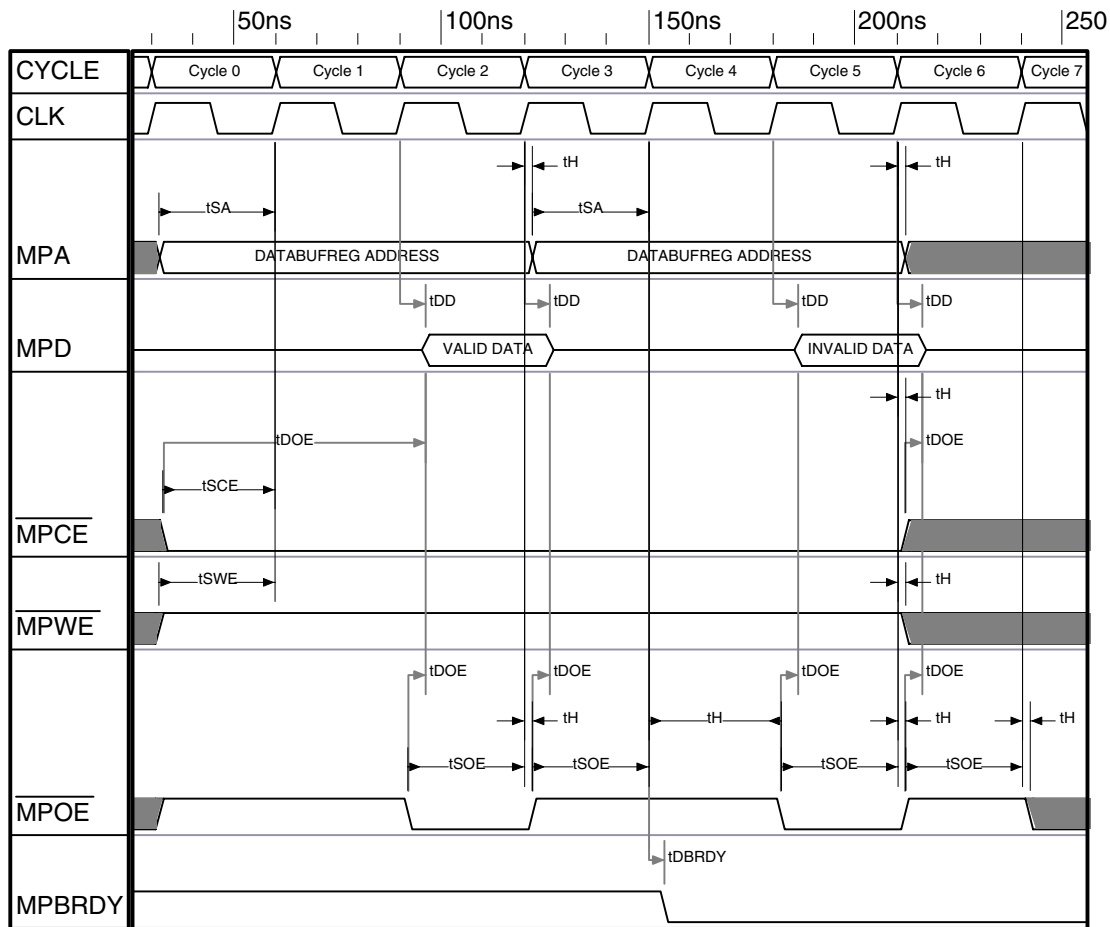 50ns 100ns 150ns 200ns 250
CYCLE Cycle 0 Cycle 1 Cycle 2 Cycle 3 Cycle 4 Cycle 5 Cycle 6 Cycle 7
CLK
tH tH
tSA tSA
MPA DATABUFREG ADDRESS DATABUFREG ADDRESS
tDD tDD tDD tDD
MPD VALID DATA INVALID DATA
tH
tDOE tDOE
tSCE
MPCE
tSWE tH
MPWE
tDOE tDOE tDOE tDOE
tH tH tH tH
tSOE tSOE tSOE tSOE
MPOE
tDBRDY
MPBRDY